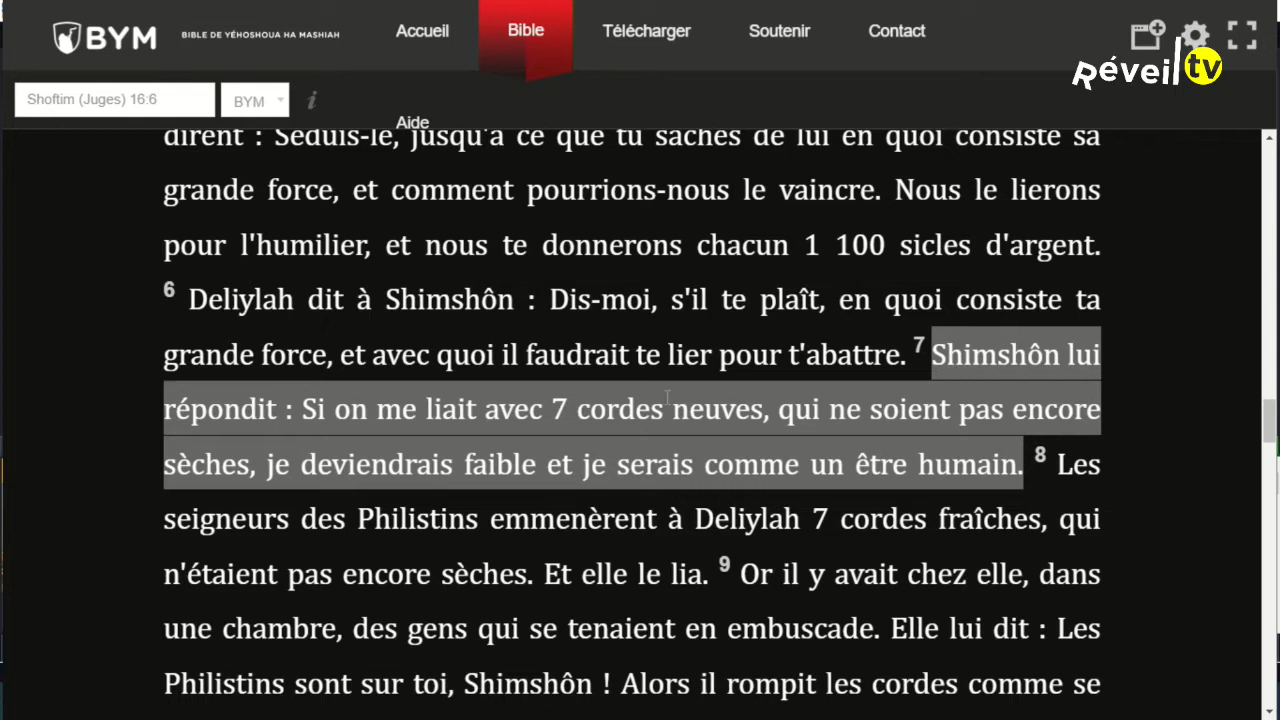 BYM BIBLE DE YÉHOSHOUA HA MASHIAH Accueil Bible Télécharger Soutenir Contact
Réveil tv
Shoftim (Juges) 16:6 BYM i
Aide
dirent : Séduis-le, jusqu'à ce que tu saches de lui en quoi consiste sa
grande force, et comment pourrions-nous le vaincre. Nous le lierons
pour l'humilier, et nous te donnerons chacun 1 100 sicles d'argent.
6 Deliylah dit à Shimshôn : Dis-moi, s'il te plaît, en quoi consiste ta
grande force, et avec quoi il faudrait te lier pour t'abattre. 7 Shimshôn lui
répondit : Si on me liait avec 7 cordes neuves, qui ne soient pas encore
sèches, je deviendrais faible et je serais comme un être humain. 8 Les
seigneurs des Philistins emmenèrent à Deliylah 7 cordes fraîches, qui
n'étaient pas encore sèches. Et elle le lia. 9 Or il y avait chez elle, dans
une chambre, des gens qui se tenaient en embuscade. Elle lui dit : Les
Philistins sont sur toi, Shimshôn ! Alors il rompit les cordes comme se